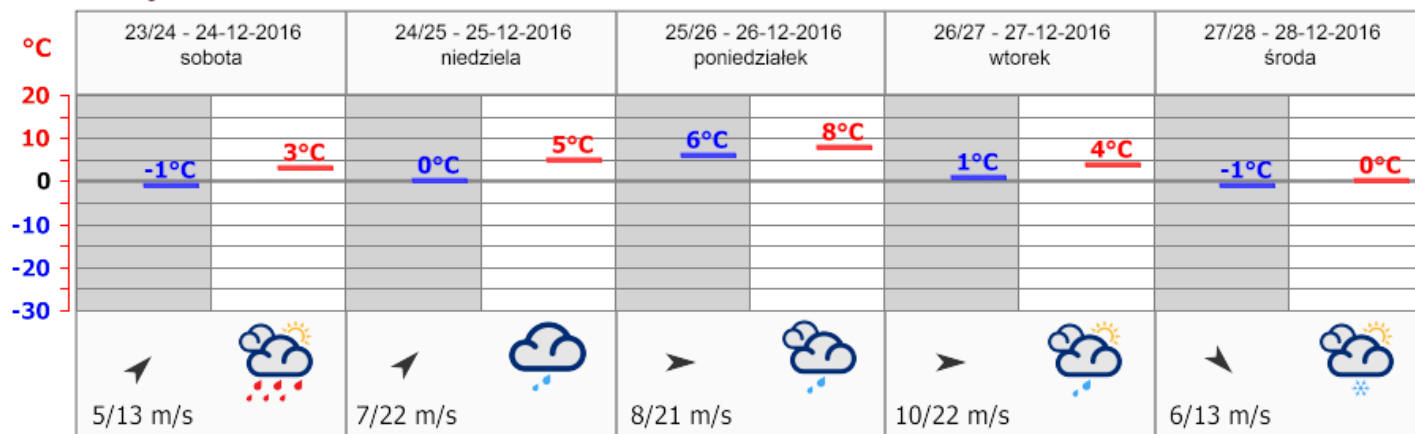 23/24 - 24-12-2016
sobota
24/25 - 25-12-2016
niedziela
25/26 - 26-12-2016
poniedziałek
26/27 - 27-12-2016
wtorek
27/28 - 28-12-2016
środa
°C
20
10
0
-10
-20
-30
-1°C
3°C
0°C
5°C
6°C
8°C
1°C
4°C
-1°C
0°C
5/13 m/s
7/22 m/s
8/21 m/s
10/22 m/s
6/13 m/s